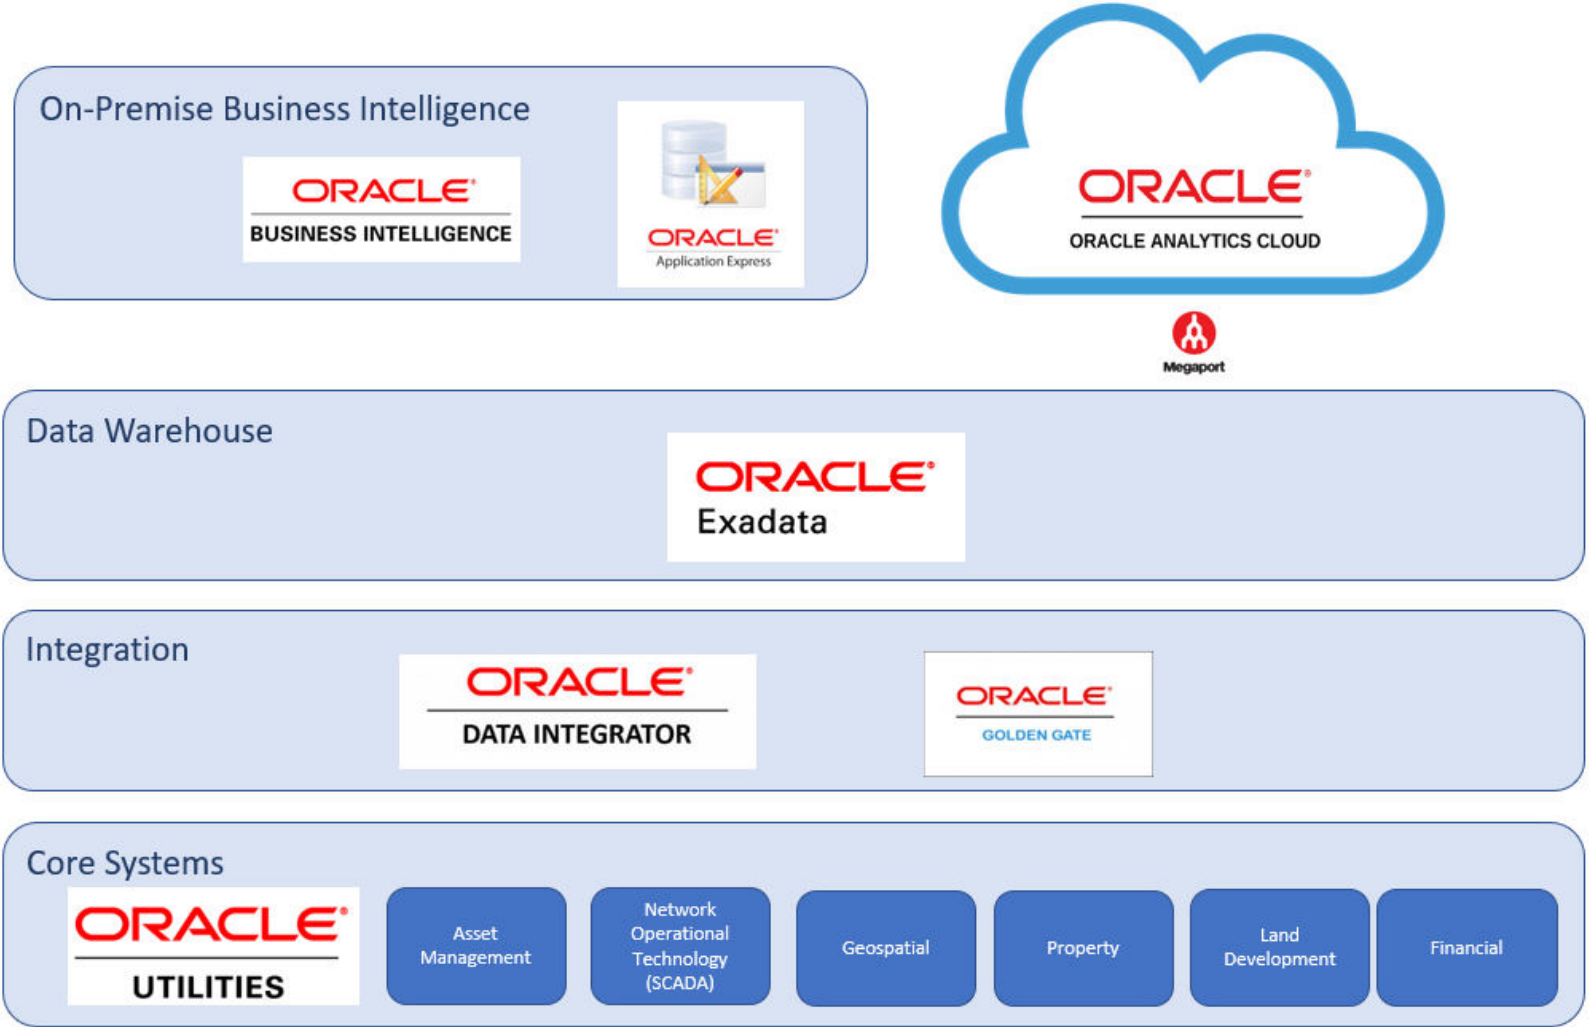 On-Premise Business Intelligence
ORACLE®
BUSINESS INTELLIGENCE
ORACLE®
Application Express
ORACLE®
ORACLE ANALYTICS CLOUD
Megaport
Data Warehouse
ORACLE®
Exadata
Integration
ORACLE®
DATA INTEGRATOR
ORACLE®
GOLDEN GATE
Core Systems
ORACLE®
UTILITIES
Asset
Management
Network
Operational
Technology
(SCADA)
Geospatial
Property
Land
Development
Financial